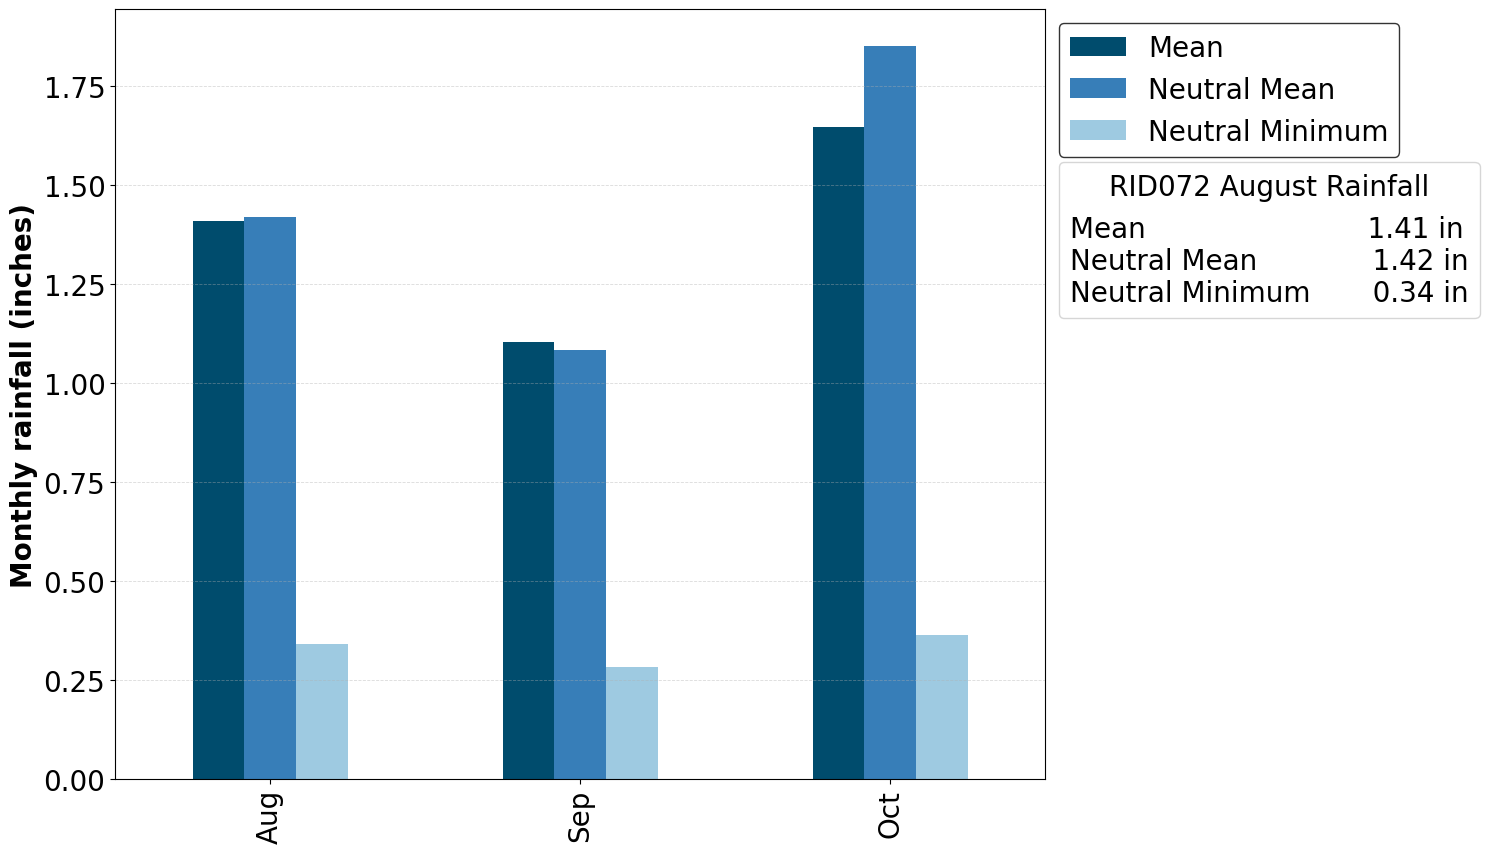 Monthly rainfall (inches)
1.75
1.50
1.25
1.00
0.75
0.50
0.25
0.00
Aug
Sep
Oct
Mean
Neutral Mean
Neutral Minimum
RID072 August Rainfall
Mean 1.41 in
Neutral Mean 1.42 in
Neutral Minimum 0.34 in